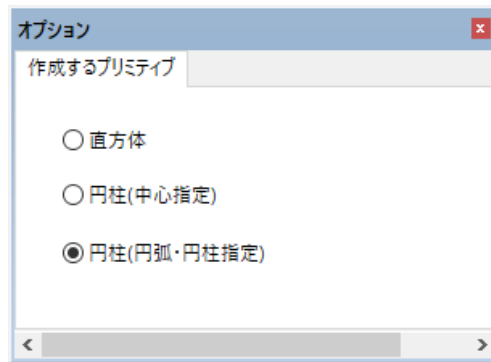 オプション
作成するプリミティブ
直方体
円柱(中心指定)
円柱(円弧・円柱指定)